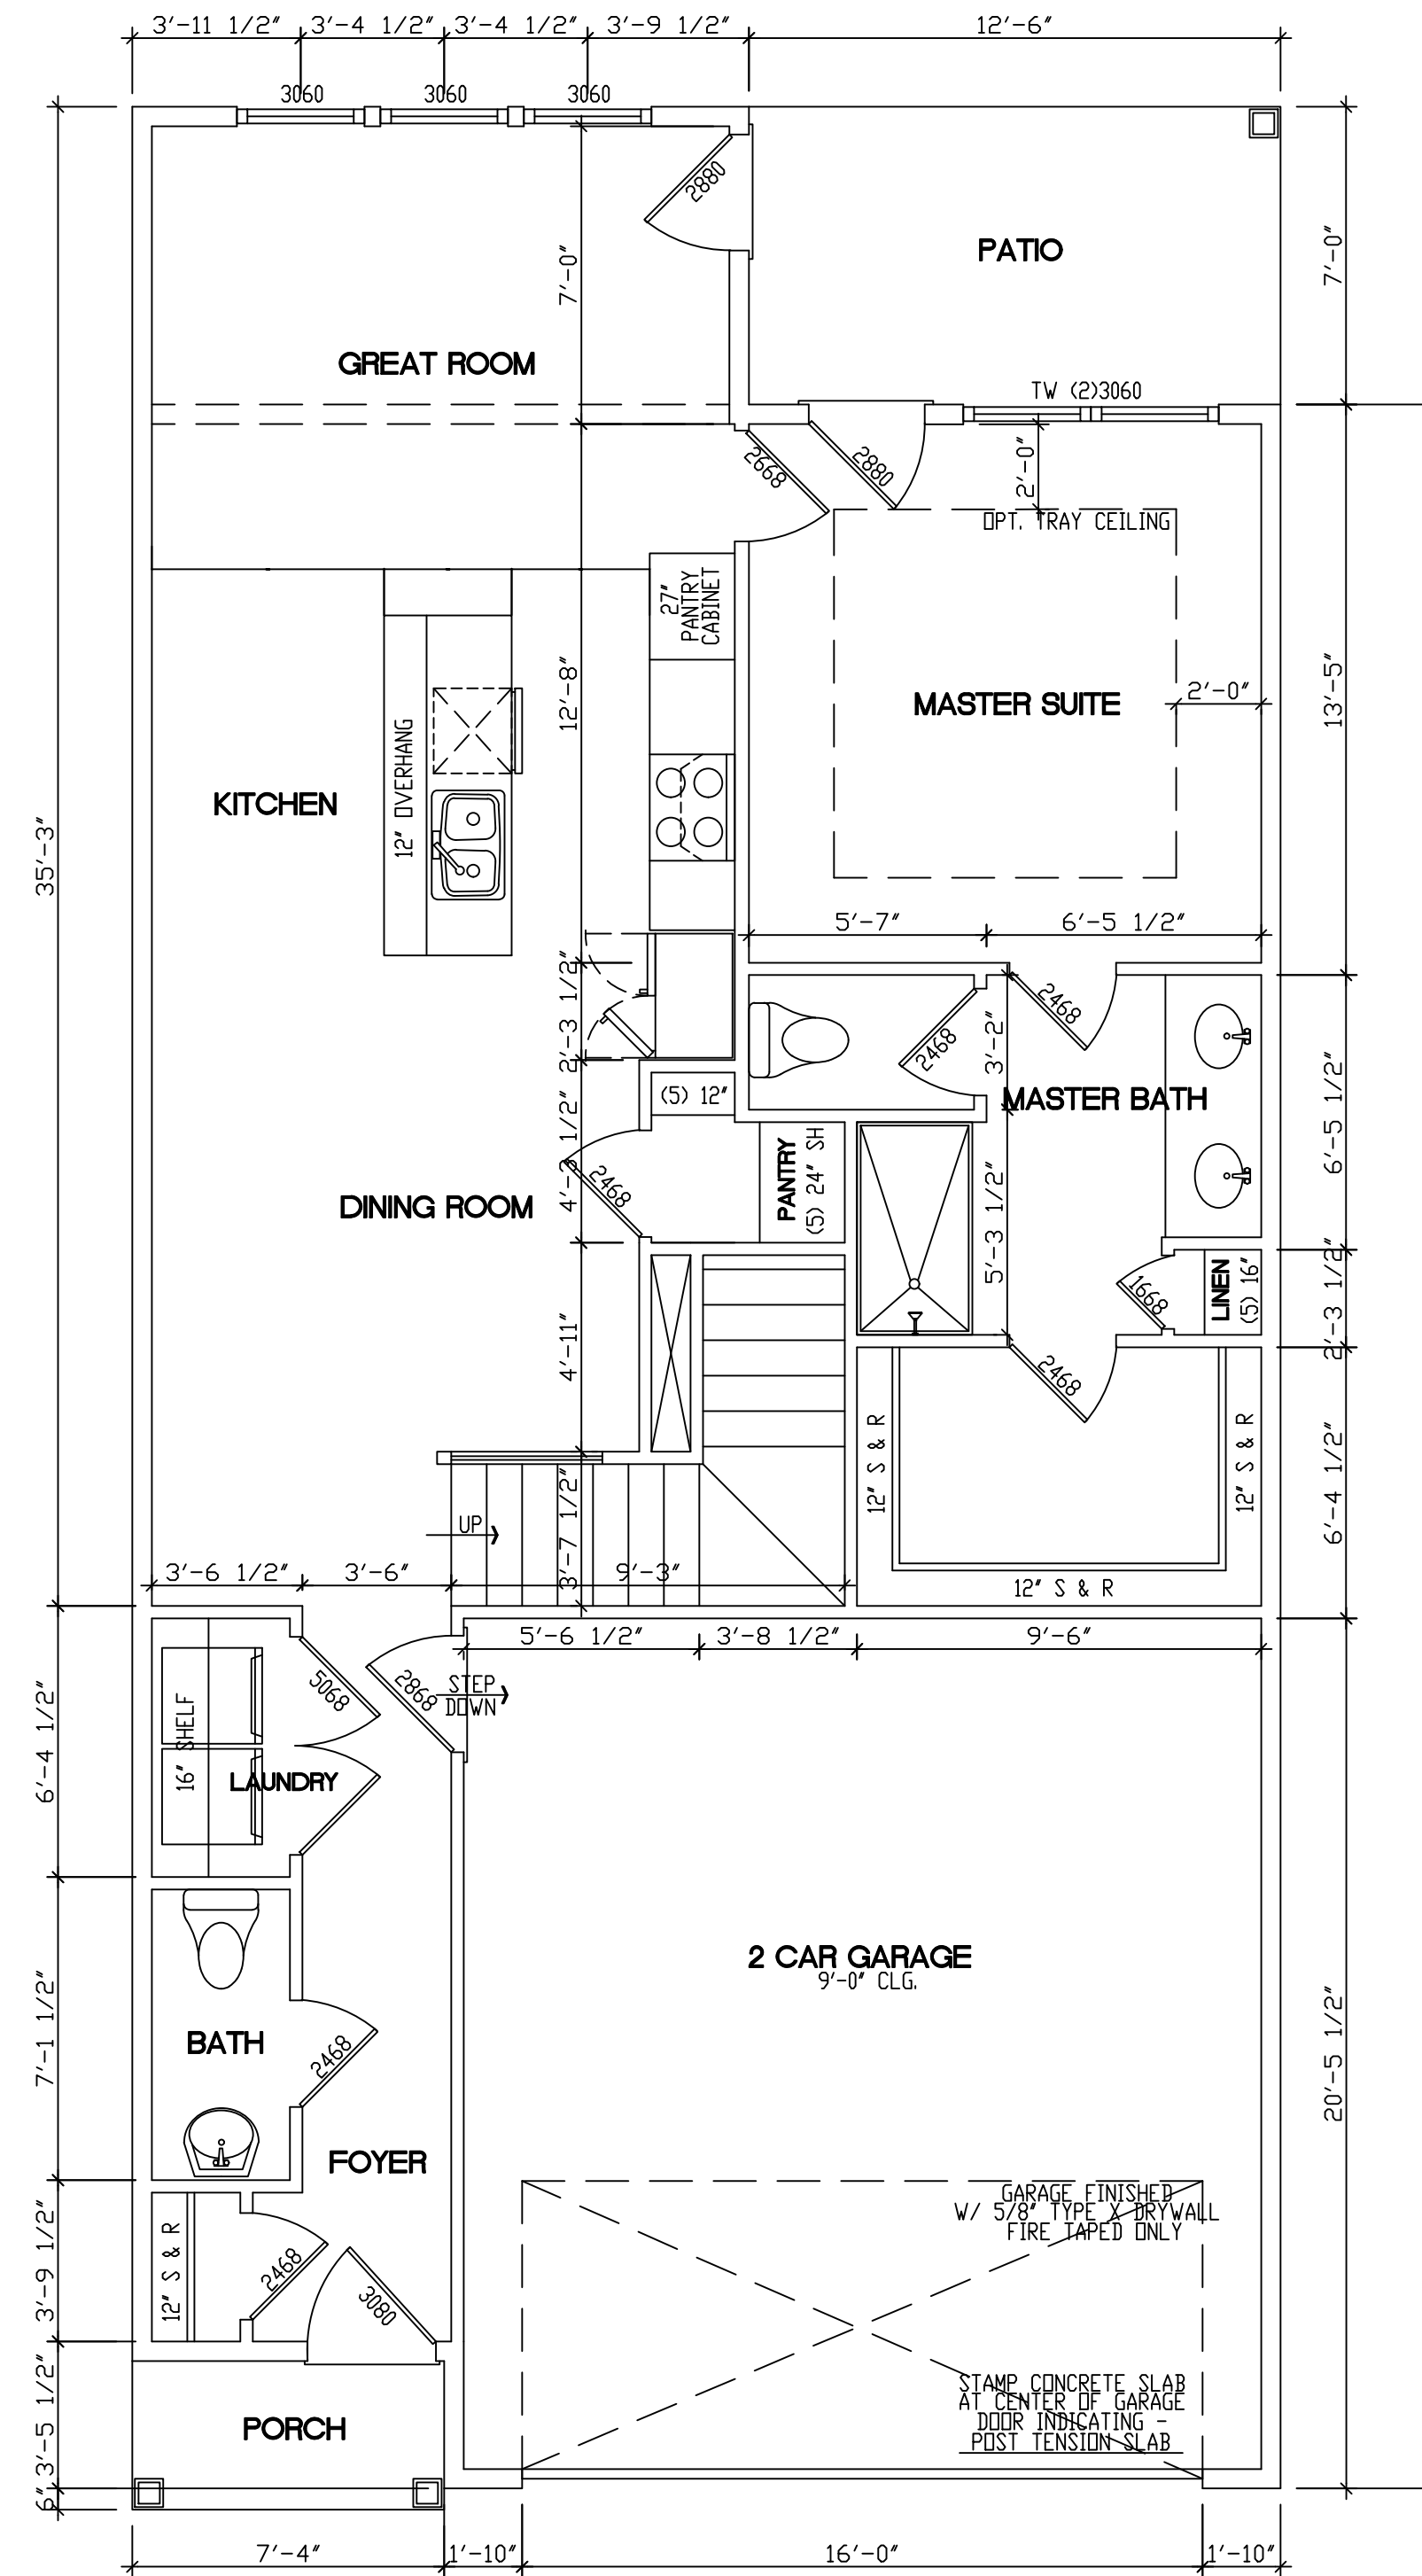 3'-11 1/2" 3'-4 1/2" 3'-4 1/2" 3'-9 1/2" 12'-6"
3060 3060 3060
2880
PATIO
7'-0"
7'-0"
GREAT ROOM
TW (2)3060
2668
2880
2'-0"
OPT. TRAY CEILING
27"
PANTRY
CABINET
12'-8"
13'-5"
2'-0"
MASTER SUITE
12" OVERHANG
KITCHEN
35'-3"
5'-7" 6'-5 1/2"
2'-3 1/2"
2468
2468
3'-2"
MASTER BATH
(5) 12"
6'-5 1/2"
PANTRY
(5) 24" SH
2468
DINING ROOM
5'-3 1/2"
LINEN
(5) 16"
1668
2'-3 1/2"
4'-11"
2468
12" S & R
12" S & R
6'-4 1/2"
UP
3'-7 1/2"
3'-6 1/2" 3'-6" 9'-3"
12" S & R
5'-6 1/2" 3'-8 1/2" 9'-6"
5068
2868
STEP
DOWN
16" SHELF
6'-4 1/2"
LAUNDRY
2 CAR GARAGE
9'-0" CLG.
7'-1 1/2"
BATH
2468
20'-5 1/2"
FOYER
GARAGE FINISHED
W/ 5/8" TYPE X DRYWALL
FIRE TAPED ONLY
12" S & R
2468
3080
3'-9 1/2"
STAMP CONCRETE SLAB
AT CENTER OF GARAGE
DOOR INDICATING -
POST TENSION SLAB
PORCH
3'-5 1/2"
6"
7'-4" 1'-10" 16'-0" 1'-10"